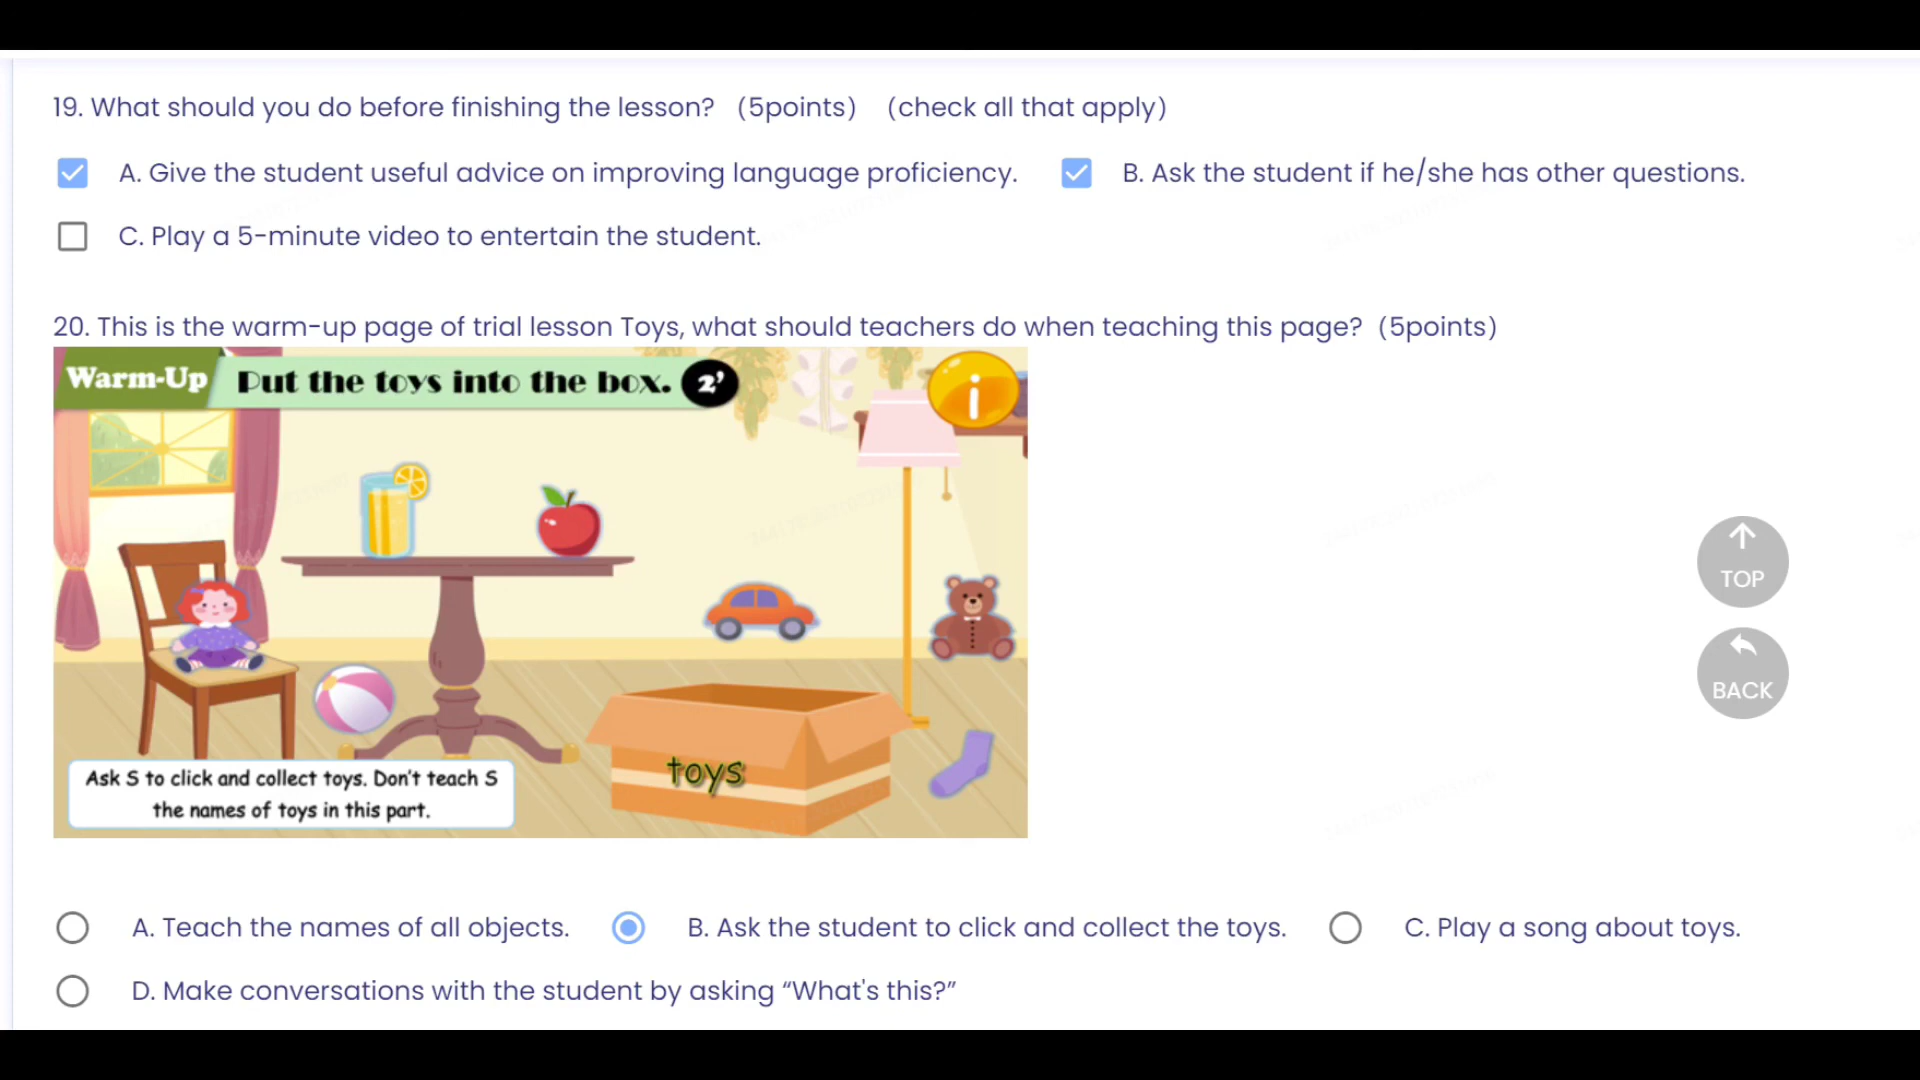 19. What should you do before finishing the lesson? (5points) (check all that apply)
A. Give the student useful advice on improving language proficiency.
B. Ask the student if he/she has other questions.
C. Play a 5-minute video to entertain the student.
20. This is the warm-up page of trial lesson Toys, what should teachers do when teaching this page? (5points)
Warm-Up
Put the toys into the box.
2’
i
toys
Ask S to click and collect toys. Don't teach S
the names of toys in this part.
TOP
BACK
A. Teach the names of all objects.
B. Ask the student to click and collect the toys.
C. Play a song about toys.
D. Make conversations with the student by asking “What's this?”